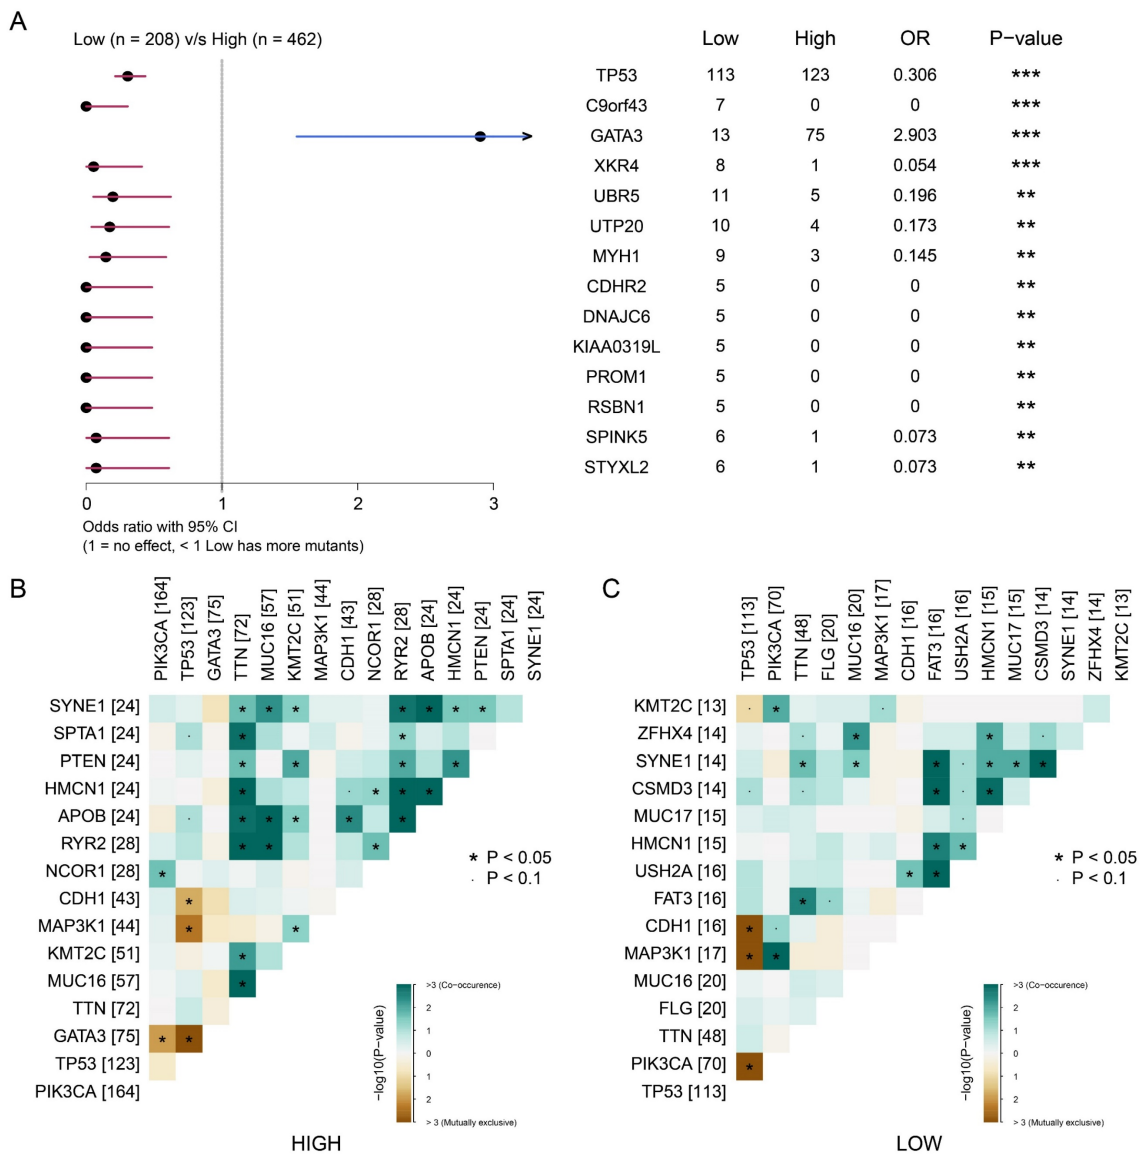 A
Low (n = 208) v/s High (n = 462)
Low High OR P−value
TP53 113 123 0.306 ***
C9orf43 7 0 0 ***
GATA3 13 75 2.903 ***
XKR4 8 1 0.054 ***
UBR5 11 5 0.196 **
UTP20 10 4 0.173 **
MYH1 9 3 0.145 **
CDHR2 5 0 0 **
DNAJC6 5 0 0 **
KIAA0319L 5 0 0 **
PROM1 5 0 0 **
RSBN1 5 0 0 **
SPINK5 6 1 0.073 **
STYXL2 6 1 0.073 **
0 1 2 3
Odds ratio with 95% CI
(1 = no effect, < 1 Low has more mutants)
B
PIK3CA [164]
TP53 [123]
GATA3 [75]
TTN [72]
MUC16 [57]
KMT2C [51]
MAP3K1 [44]
CDH1 [43]
NCOR1 [28]
RYR2 [28]
APOB [24]
HMCN1 [24]
PTEN [24]
SPTA1 [24]
SYNE1 [24]
SYNE1 [24]
SPTA1 [24]
PTEN [24]
HMCN1 [24]
APOB [24]
RYR2 [28]
NCOR1 [28]
CDH1 [43]
MAP3K1 [44]
KMT2C [51]
MUC16 [57]
TTN [72]
GATA3 [75]
TP53 [123]
PIK3CA [164]
* P < 0.05
· P < 0.1
−log10(P−value)
>3 (Co−occurence)
2
1
0
1
2
> 3 (Mutually exclusive)
HIGH
C
TP53 [113]
PIK3CA [70]
TTN [48]
FLG [20]
MUC16 [20]
MAP3K1 [17]
CDH1 [16]
FAT3 [16]
USH2A [16]
HMCN1 [15]
MUC17 [15]
CSMD3 [14]
SYNE1 [14]
ZFHX4 [14]
KMT2C [13]
KMT2C [13]
ZFHX4 [14]
SYNE1 [14]
CSMD3 [14]
MUC17 [15]
HMCN1 [15]
USH2A [16]
FAT3 [16]
CDH1 [16]
MAP3K1 [17]
MUC16 [20]
FLG [20]
TTN [48]
PIK3CA [70]
TP53 [113]
* P < 0.05
· P < 0.1
−log10(P−value)
>3 (Co−occurence)
2
1
0
1
2
> 3 (Mutually exclusive)
LOW